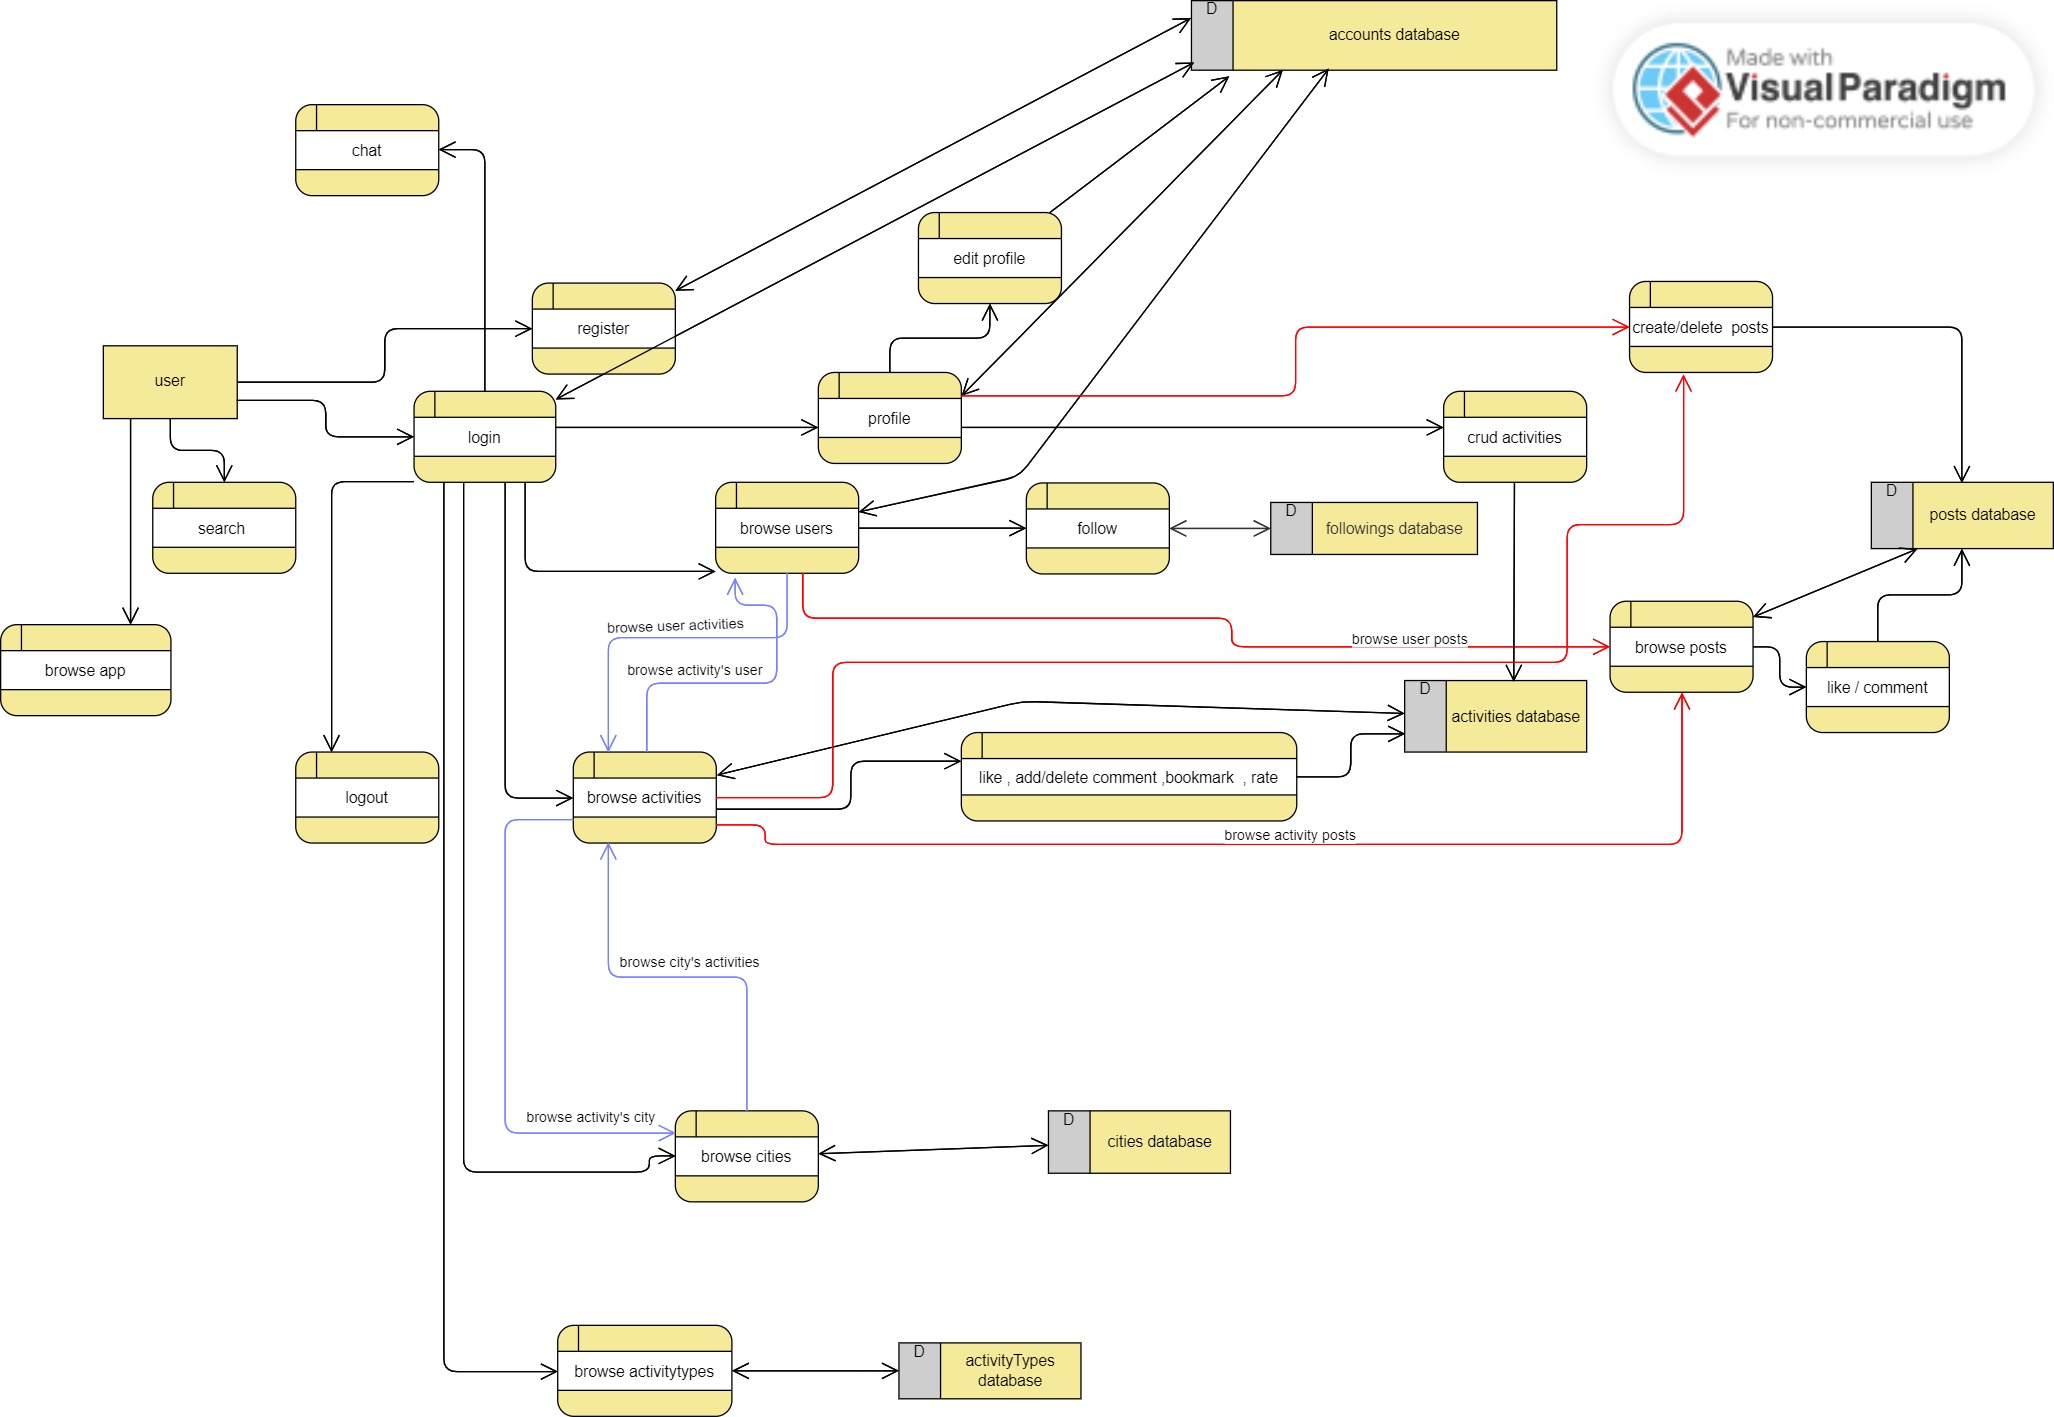 D
accounts database
Made with
Visual Paradigm
For non-commercial use
chat
edit profile
register
create/delete  posts
user
profile
login
crud activities
D
posts database
search
browse users
follow
D
followings database
browse user activities
browse user posts
browse posts
browse app
browse activity's user
like / comment
D
activities database
like , add/delete comment ,bookmark  , rate
logout
browse activities
browse activity posts
browse city's activities
browse activity's city
D
cities database
browse cities
D
activityTypes
database
browse activitytypes